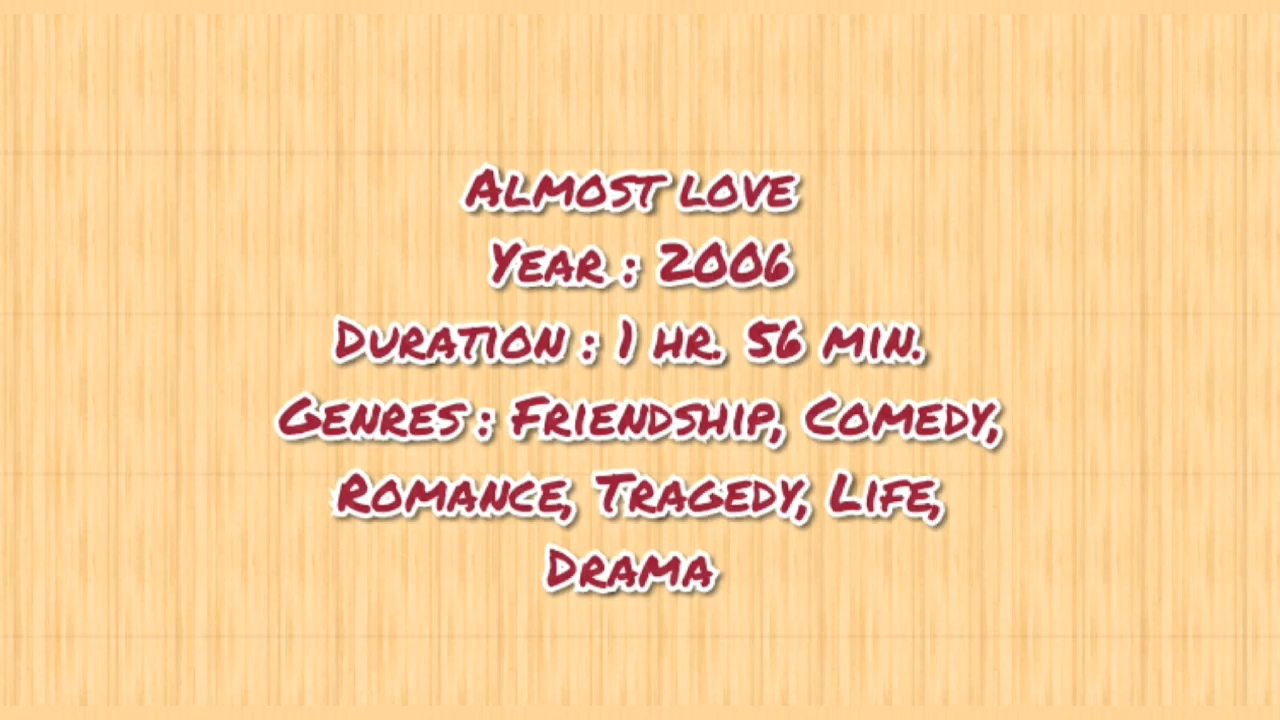 Almost love
Year : 2006
Duration : 1 hr. 56 min.
Genres : Friendship, Comedy,
Romance, Tragedy, Life,
Drama